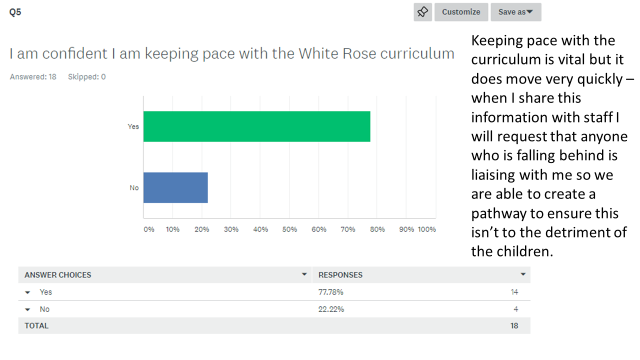 Q5
Customize
Save as
I am confident I am keeping pace with the White Rose curriculum
Answered: 18 Skipped: 0
Yes
No
0% 10% 20% 30% 40% 50% 60% 70% 80% 90% 100%
Keeping pace with the
curriculum is vital but it
does move very quickly –
when I share this
information with staff I
will request that anyone
who is falling behind is
liaising with me so we
are able to create a
pathway to ensure this
isn't to the detriment of
the children.
ANSWER CHOICES RESPONSES
Yes 77.78% 14
No 22.22% 4
TOTAL 18